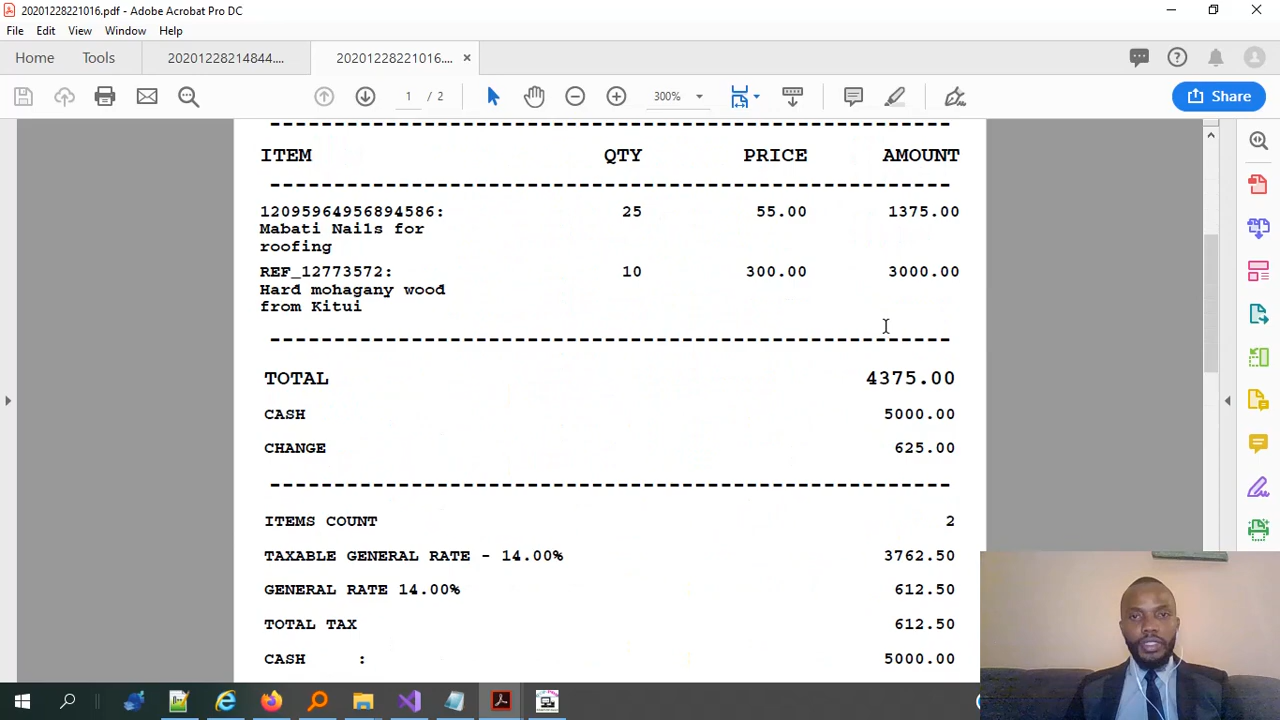 20201228221016.pdf - Adobe Acrobat Pro DC
File Edit View Window Help
Home Tools 20201228214844.... 20201228221016.... ×
1 / 2 300% Share
ITEM QTY PRICE AMOUNT
12095964956894586: 25 55.00 1375.00
Mabati Nails for
roofing
REF_12773572: 10 300.00 3000.00
Hard mohagany wood
from Kitui
TOTAL 4375.00
CASH 5000.00
CHANGE 625.00
ITEMS COUNT 2
TAXABLE GENERAL RATE - 14.00% 3762.50
GENERAL RATE 14.00% 612.50
TOTAL TAX 612.50
CASH : 5000.00